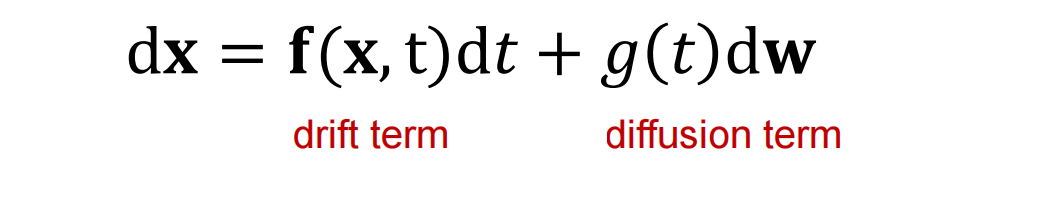 dx = f(x, t)dt + g(t)dw
drift term diffusion term